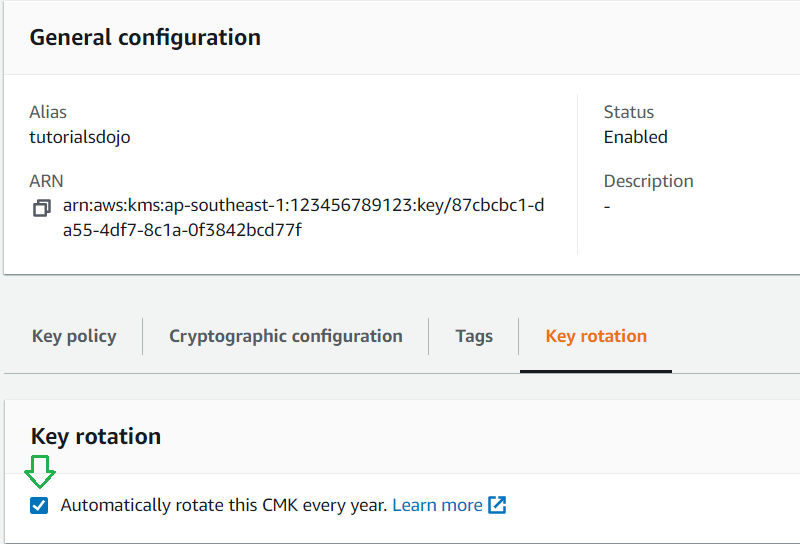 General configuration
Alias
tutorialsdojo
Status
Enabled
ARN
arn:aws:kms:ap-southeast-1:123456789123:key/87cbcbc1-d
a55-4df7-8c1a-0f3842bcd77f
Description
-
Key policy
Cryptographic configuration
Tags
Key rotation
Key rotation
Automatically rotate this CMK every year. Learn more